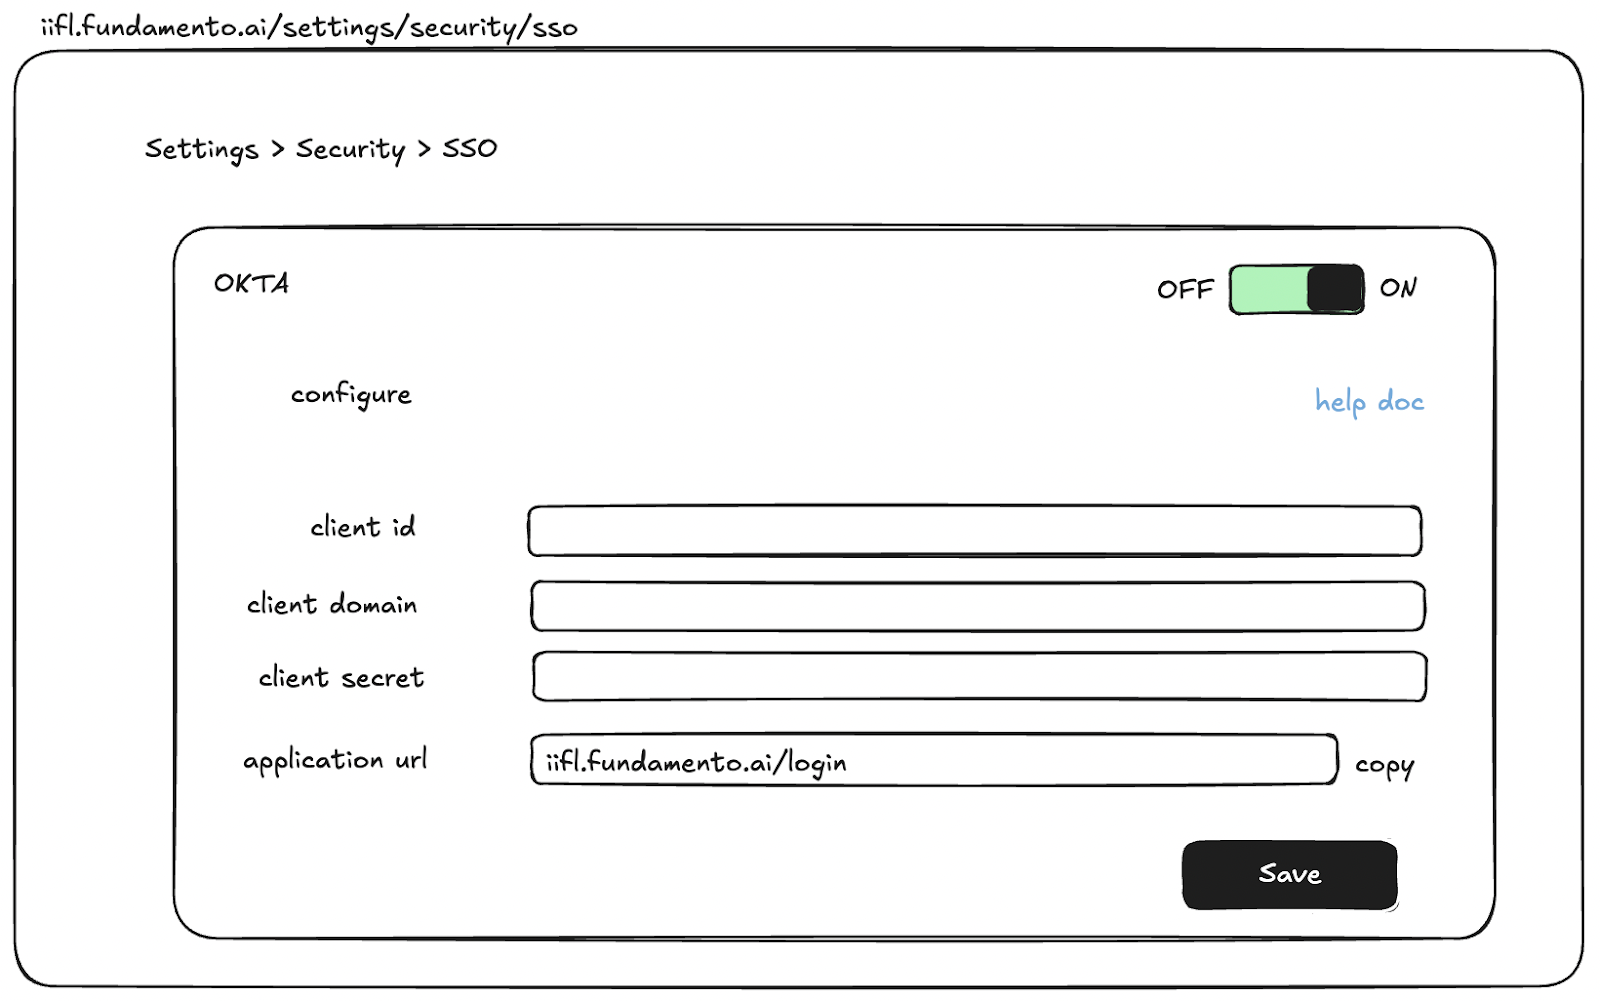 iifl.fundamento.ai/settings/security/sso
Settings > Security > SSO
OKTA
OFF ON
configure
help doc
client id
client domain
client secret
application url
iifl.fundamento.ai/login
copy
Save